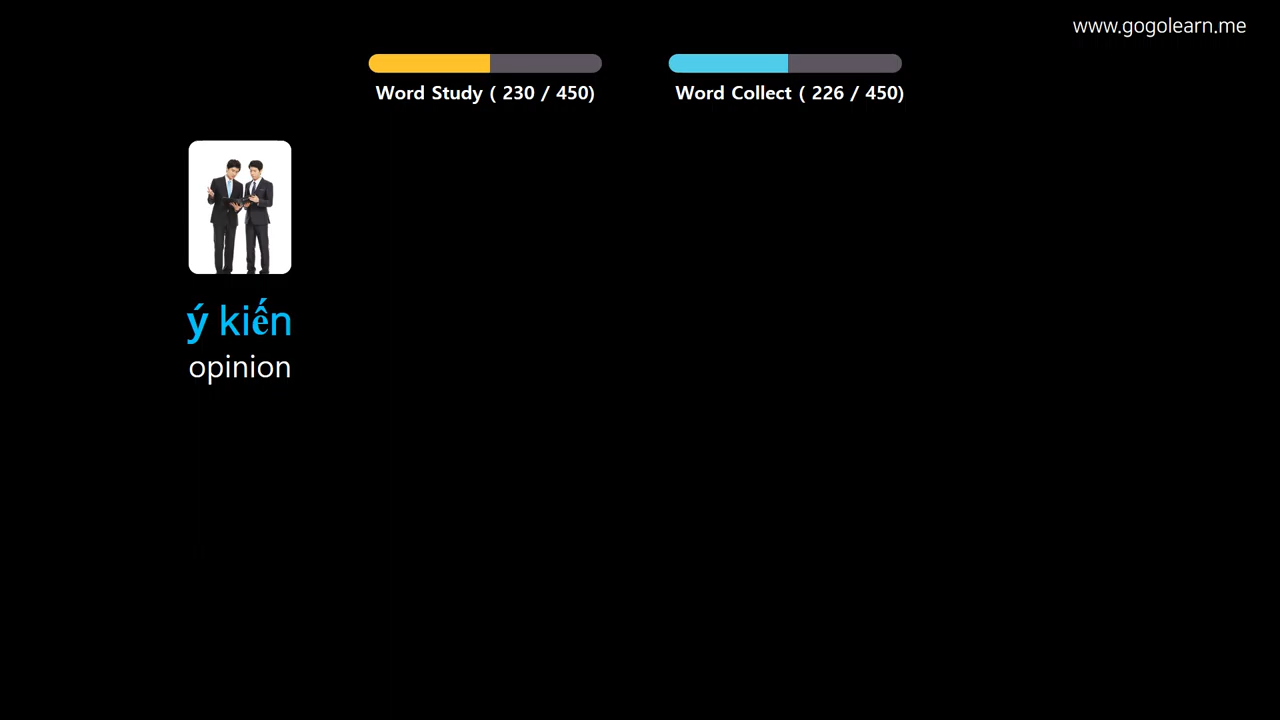 www.gogolearn.me
Word Study ( 230 / 450)
Word Collect ( 226 / 450)
ý kiến
opinion